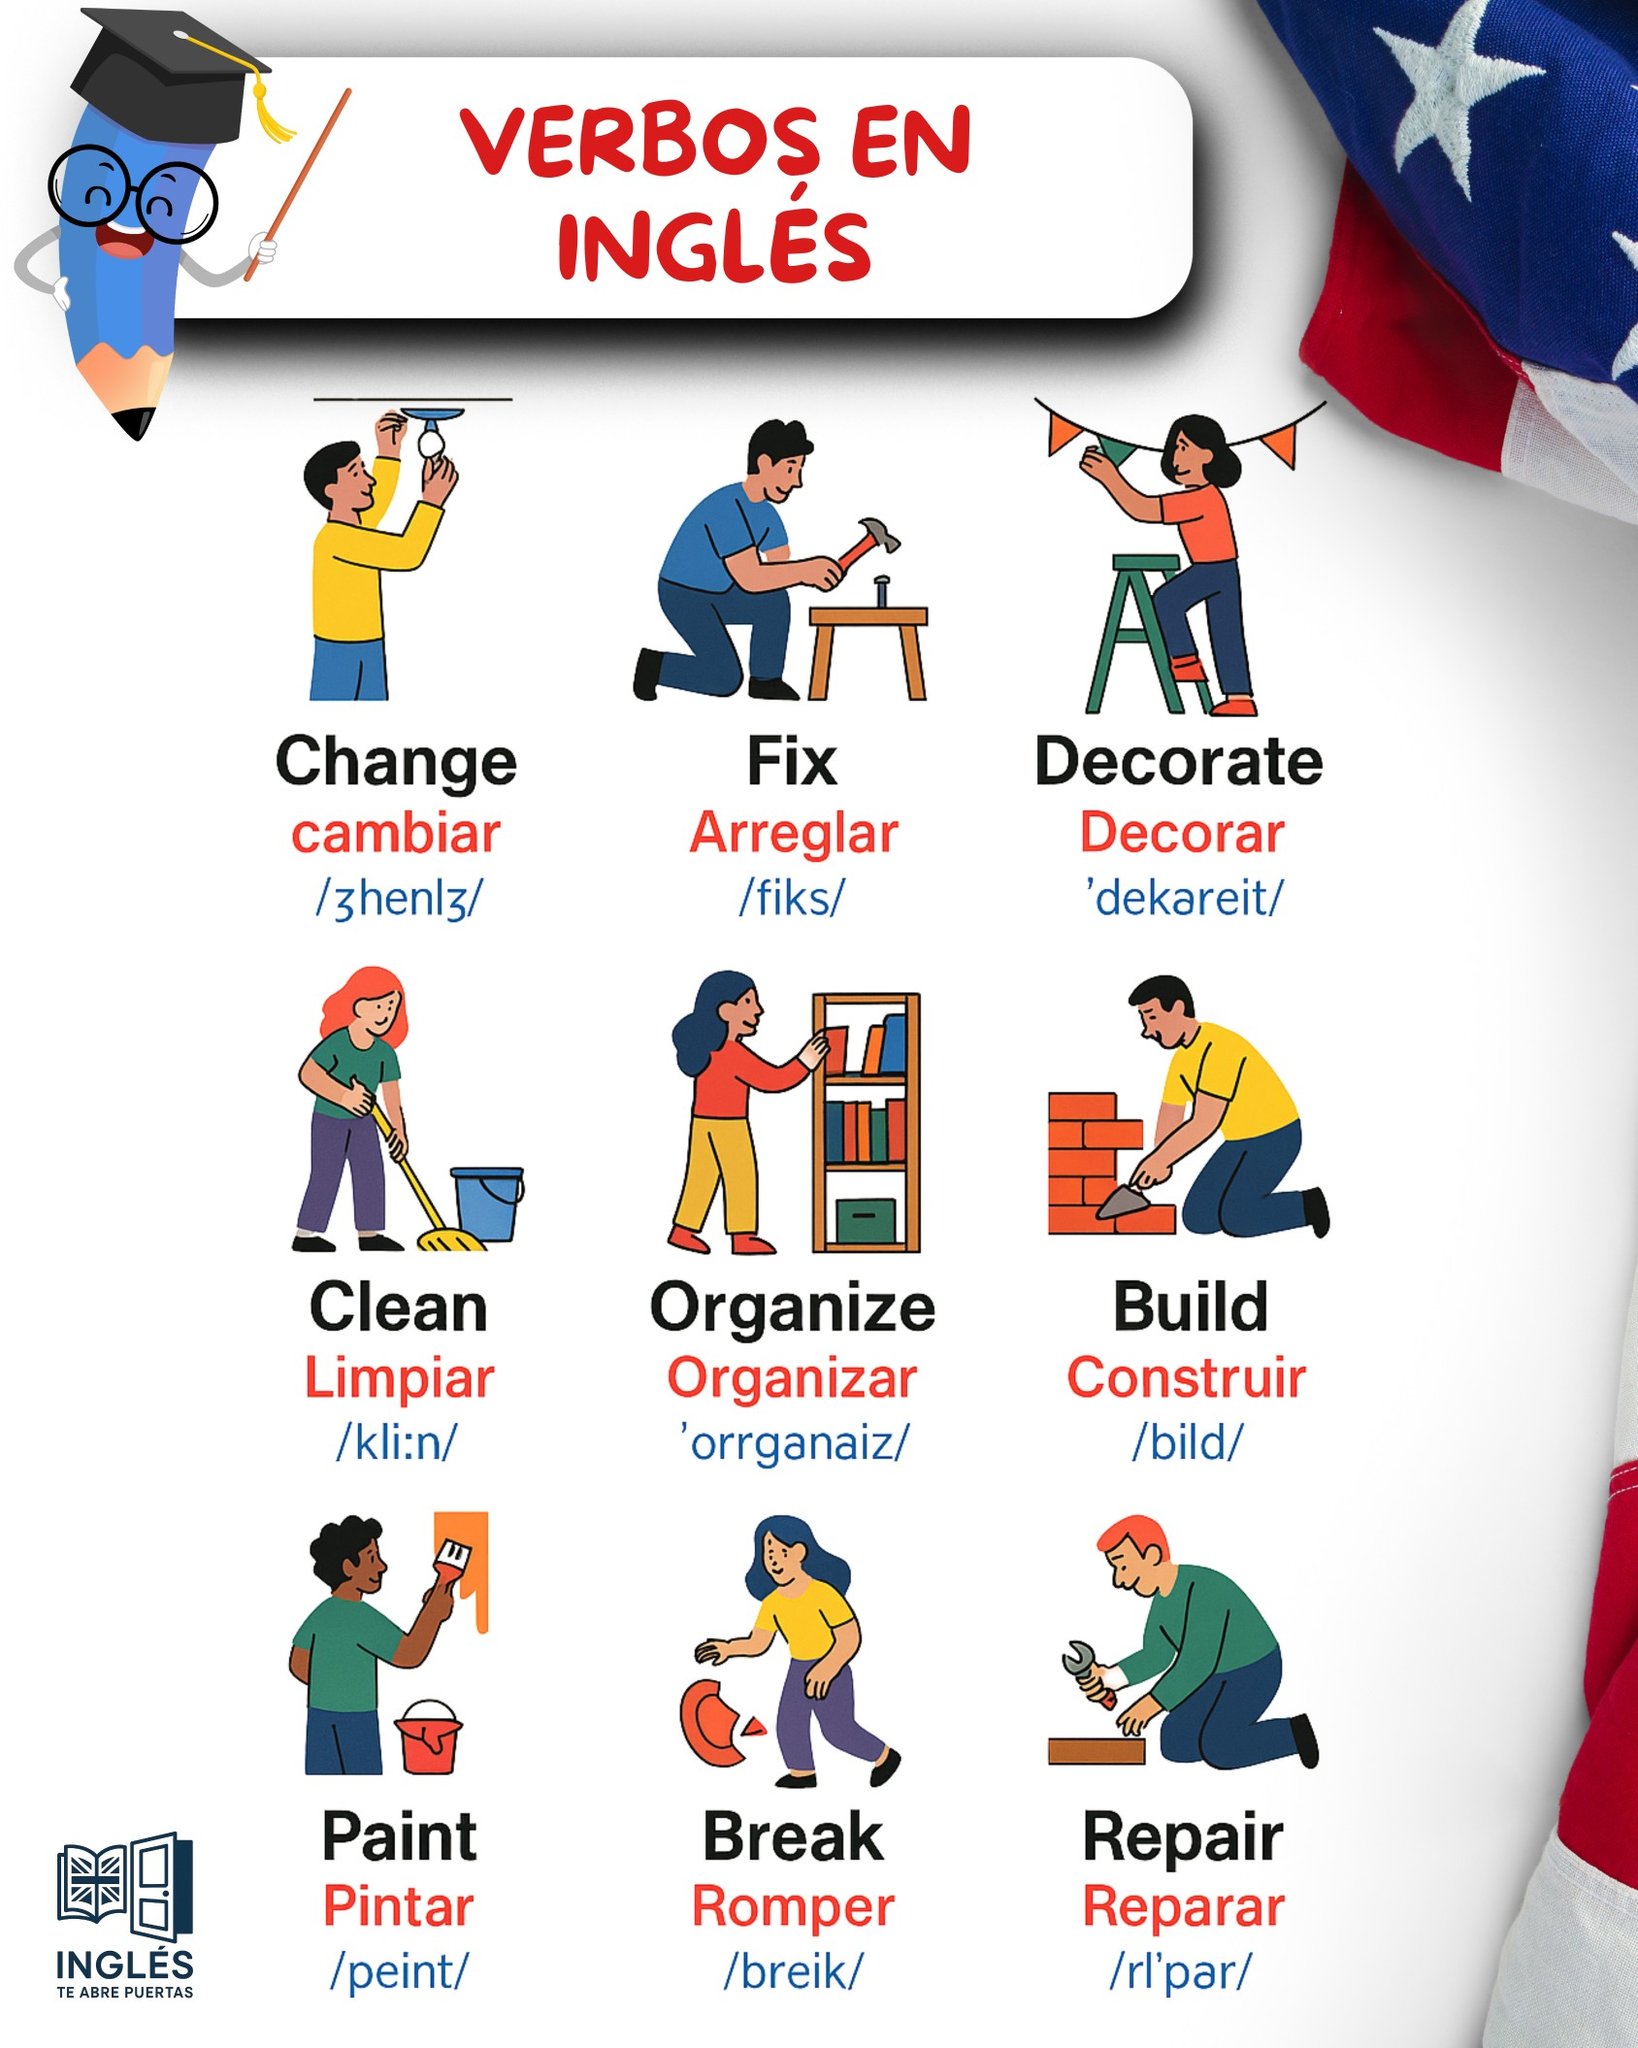 VERBOS EN
INGLÉS
Change
cambiar
/ʒhenlʒ/
Fix
Arreglar
/fiks/
Decorate
Decorar
'dekareit/
Clean
Limpiar
/kli:n/
Organize
Organizar
'orrganaiz/
Build
Construir
/bild/
Paint
Pintar
/peint/
Break
Romper
/breik/
Repair
Reparar
/rl'par/
INGLÉS
TE ABRE PUERTAS